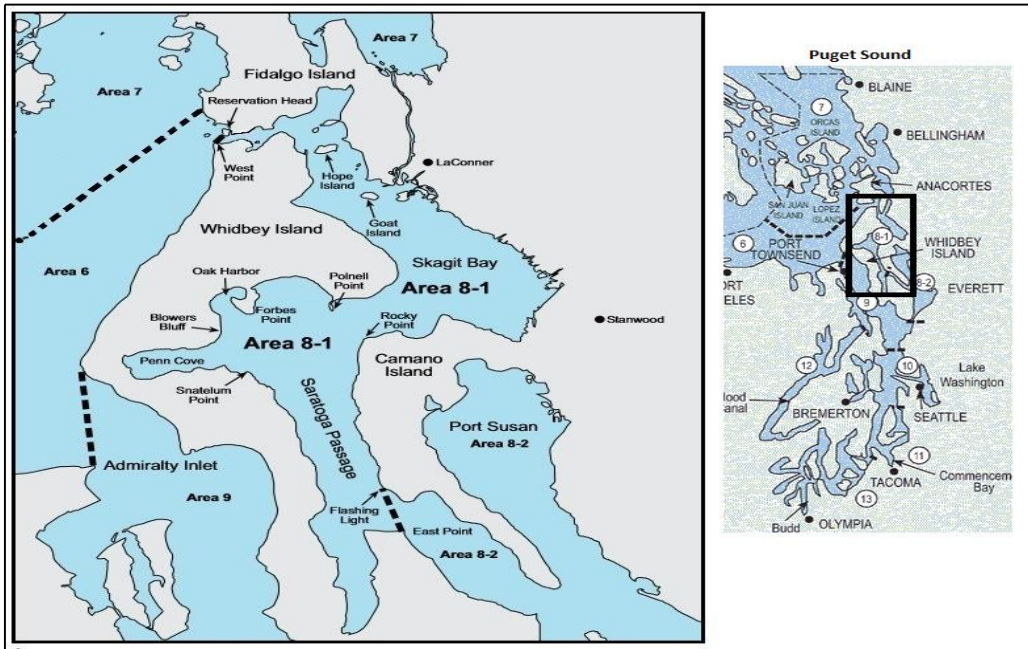 Area 7
Area 7
Fidalgo Island
Reservation Head
West
Point
Hope
Island
LaConner
Goat
Island
Whidbey Island
Skagit Bay
Area 6
Oak Harbor
Polnell
Point
Area 8-1
Blowers
Bluff
Forbes
Point
Rocky
Point
Stanwood
Area 8-1
Penn Cove
Camano
Island
Snatelum
Point
Saratoga Passage
Port Susan
Area 8-2
Admiralty Inlet
Area 9
Flashing
Light
East Point
Area 8-2
Puget Sound
BLAINE
7
ORCAS
ISLAND
BELLINGHAM
ANACORTES
SAN JUAN
ISLAND
LOPEZ
ISLAND
6
PORT
TOWNSEND
8-1
WHIDBEY
ISLAND
ORT
ELES
8-2
EVERETT
9
12
10
Lake
Washington
lood
anal
BREMERTON
SEATTLE
11
TACOMA
Commencem
Bay
13
Budd
OLYMPIA